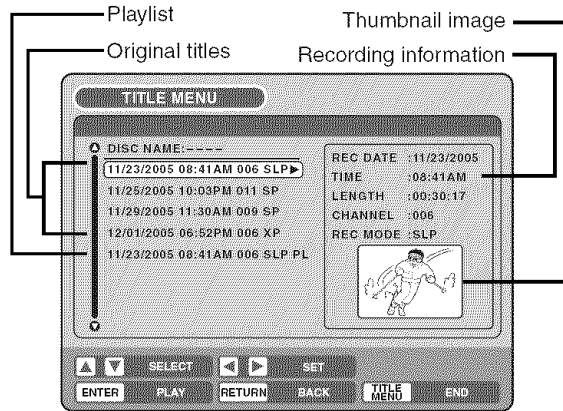 Playlist
Thumbnail image
Original titles
Recording information
TITLE MENU
DISC NAME:----
11/23/2005 08:41AM 006 SLP▶
11/25/2005 10:03PM 011 SP
11/29/2005 11:30AM 009 SP
12/01/2005 06:52PM 006 XP
11/23/2005 08:41AM 006 SLP PL
REC DATE :11/23/2005
TIME :08:41AM
LENGTH :00:30:17
CHANNEL :006
REC MODE :SLP
▲ ▼ SELECT ◀ ▶ SET
ENTER PLAY RETURN BACK TITLE MENU END